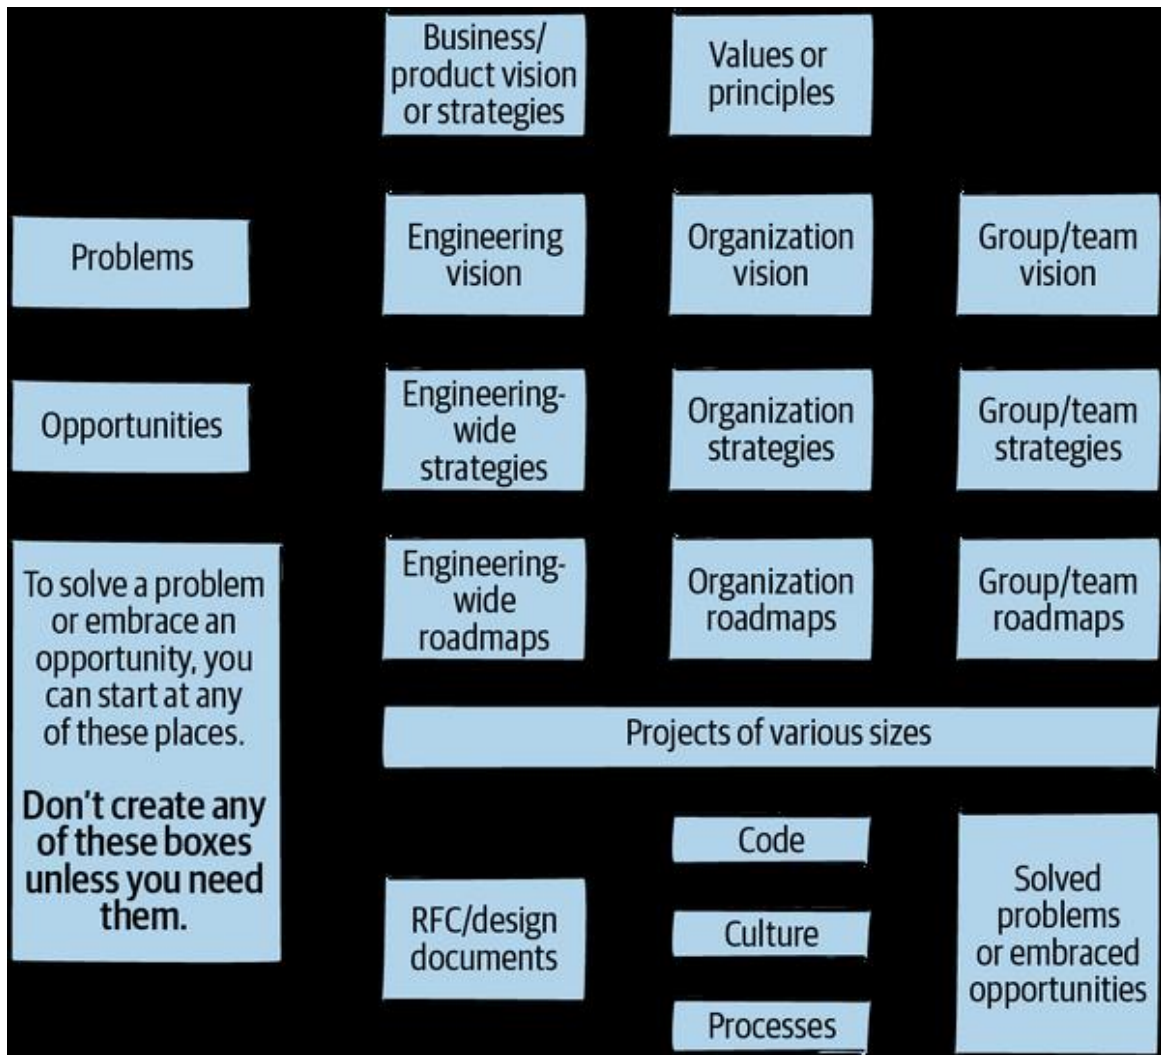 Business/
product vision
or strategies
Values or
principles
Problems
Engineering
vision
Organization
vision
Group/team
vision
Opportunities
Engineering-
wide
strategies
Organization
strategies
Group/team
strategies
To solve a problem
or embrace an
opportunity, you
can start at any
of these places.
Don't create any
of these boxes
unless you need
them.
Engineering-
wide
roadmaps
Organization
roadmaps
Group/team
roadmaps
Projects of various sizes
RFC/design
documents
Code
Culture
Processes
Solved
problems
or embraced
opportunities